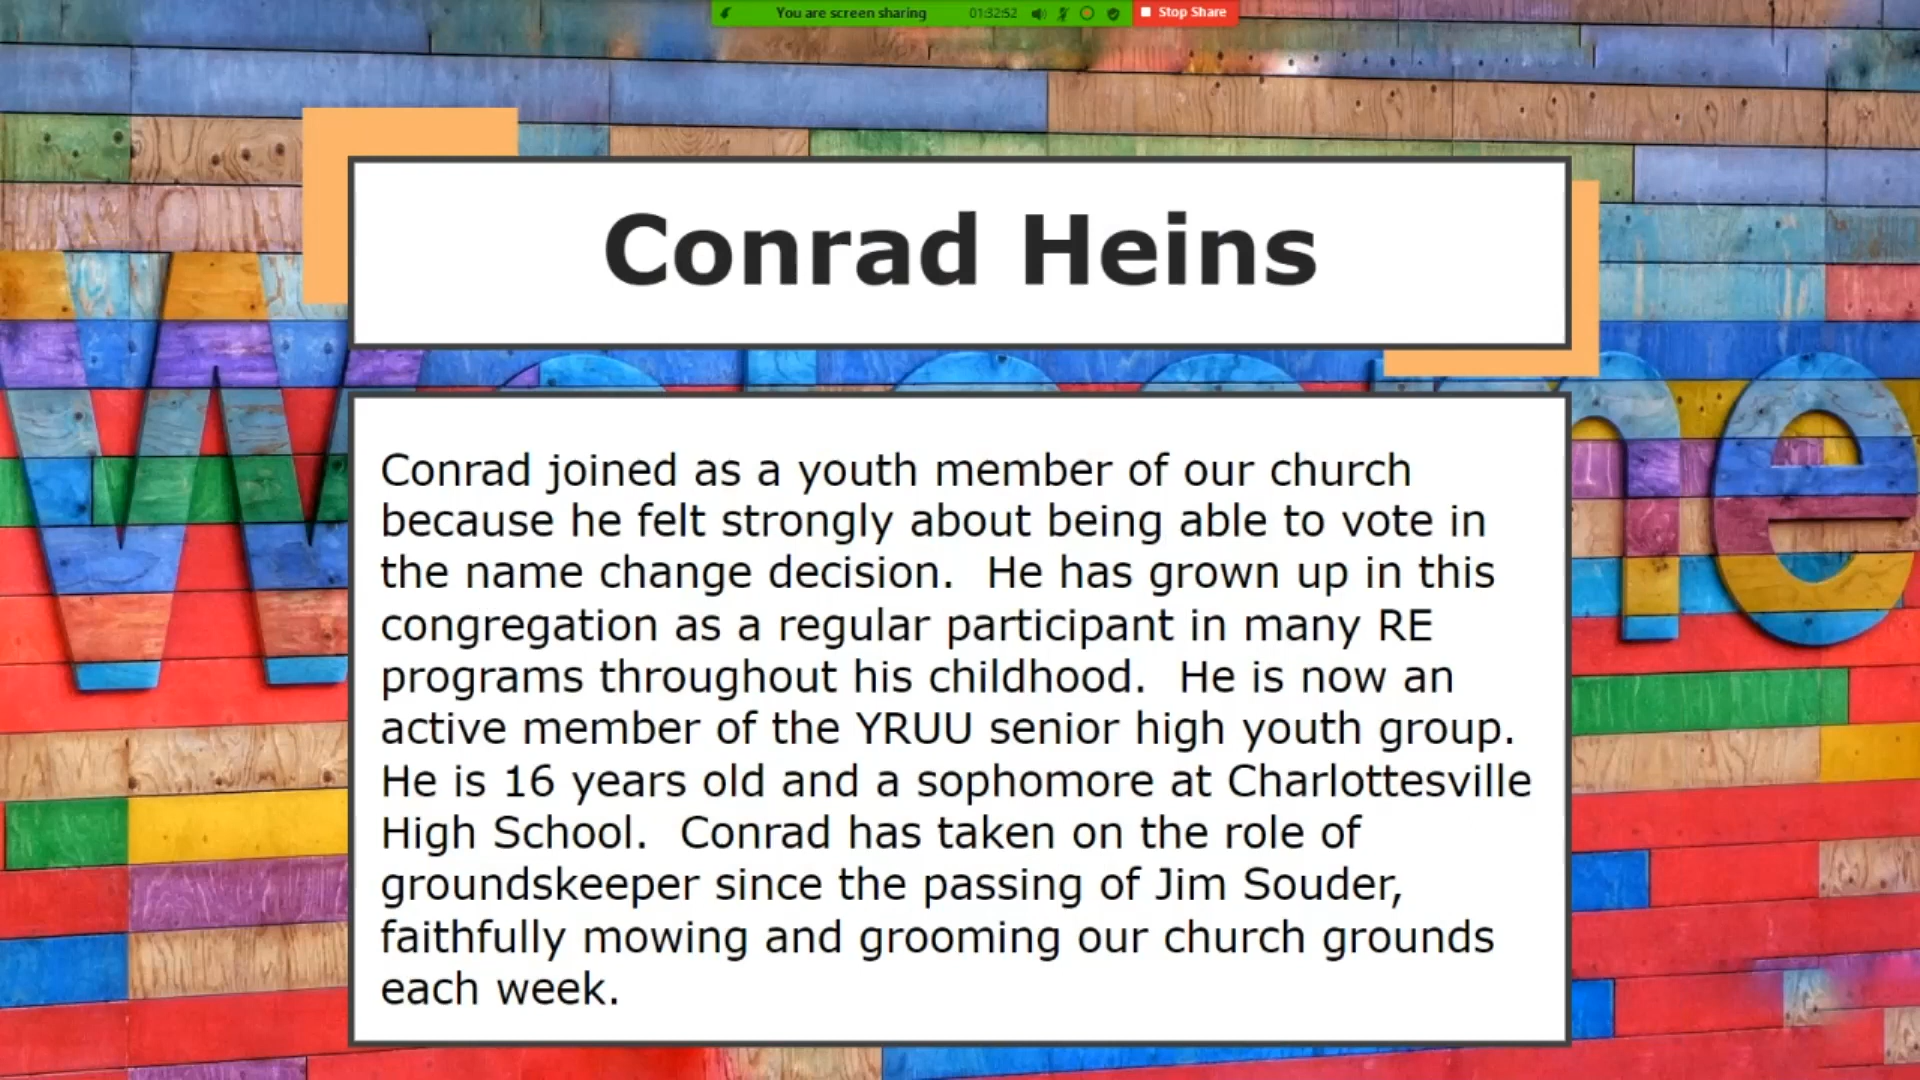 You are screen sharing 01:32:52 Stop Share
Conrad Heins
Conrad joined as a youth member of our church
because he felt strongly about being able to vote in
the name change decision.  He has grown up in this
congregation as a regular participant in many RE
programs throughout his childhood.  He is now an
active member of the YRUU senior high youth group.
He is 16 years old and a sophomore at Charlottesville
High School.  Conrad has taken on the role of
groundskeeper since the passing of Jim Souder,
faithfully mowing and grooming our church grounds
each week.